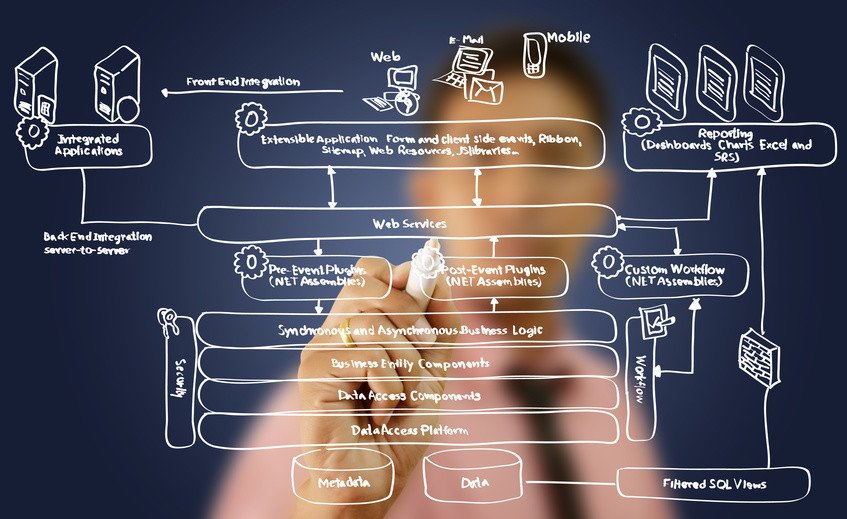 Web
E-Mail
Mobile
Front End Integration
Integrated
Applications
Extensible Application Form and Client side events, Ribbon,
Sitemap, Web Resources, JSlibraries...
Reporting
(Dashboards Charts Excel and
SRS)
Web Services
Back End Integration
server-to-server
Pre-Event Plugins
(NET Assemblies)
Post-Event Plugins
(NET Assemblies)
Custom Workflow
(NET Assemblies)
Synchronous and Asynchronous Business Logic
Security
Business Entity Components
Workflow
Data Access Components
Data Access Platform
Metadata
Data
Filtered SQL Views